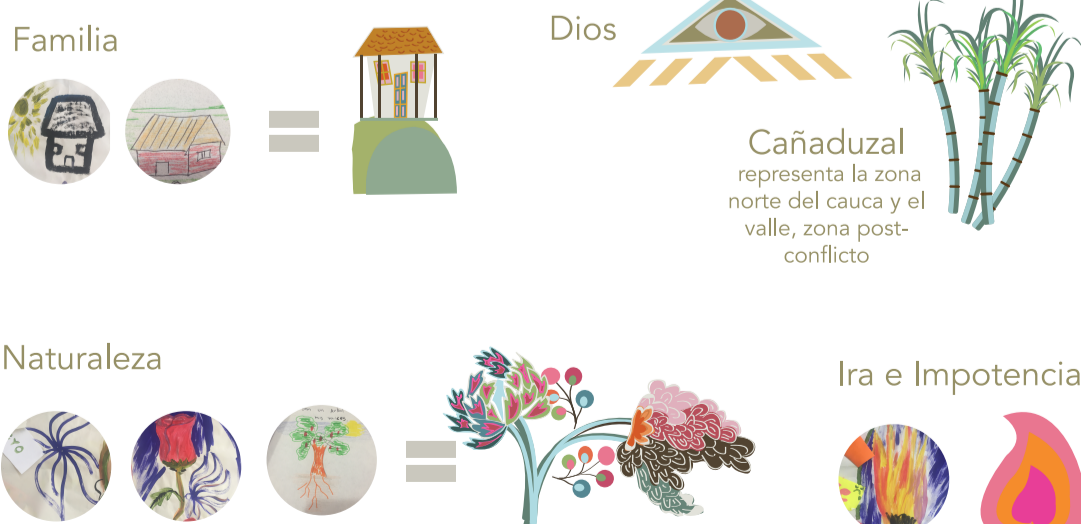 Familia
Dios
Cañaduzal
representa la zona
norte del cauca y el
valle, zona post-
conflicto
Naturaleza
Ira e Impotencia